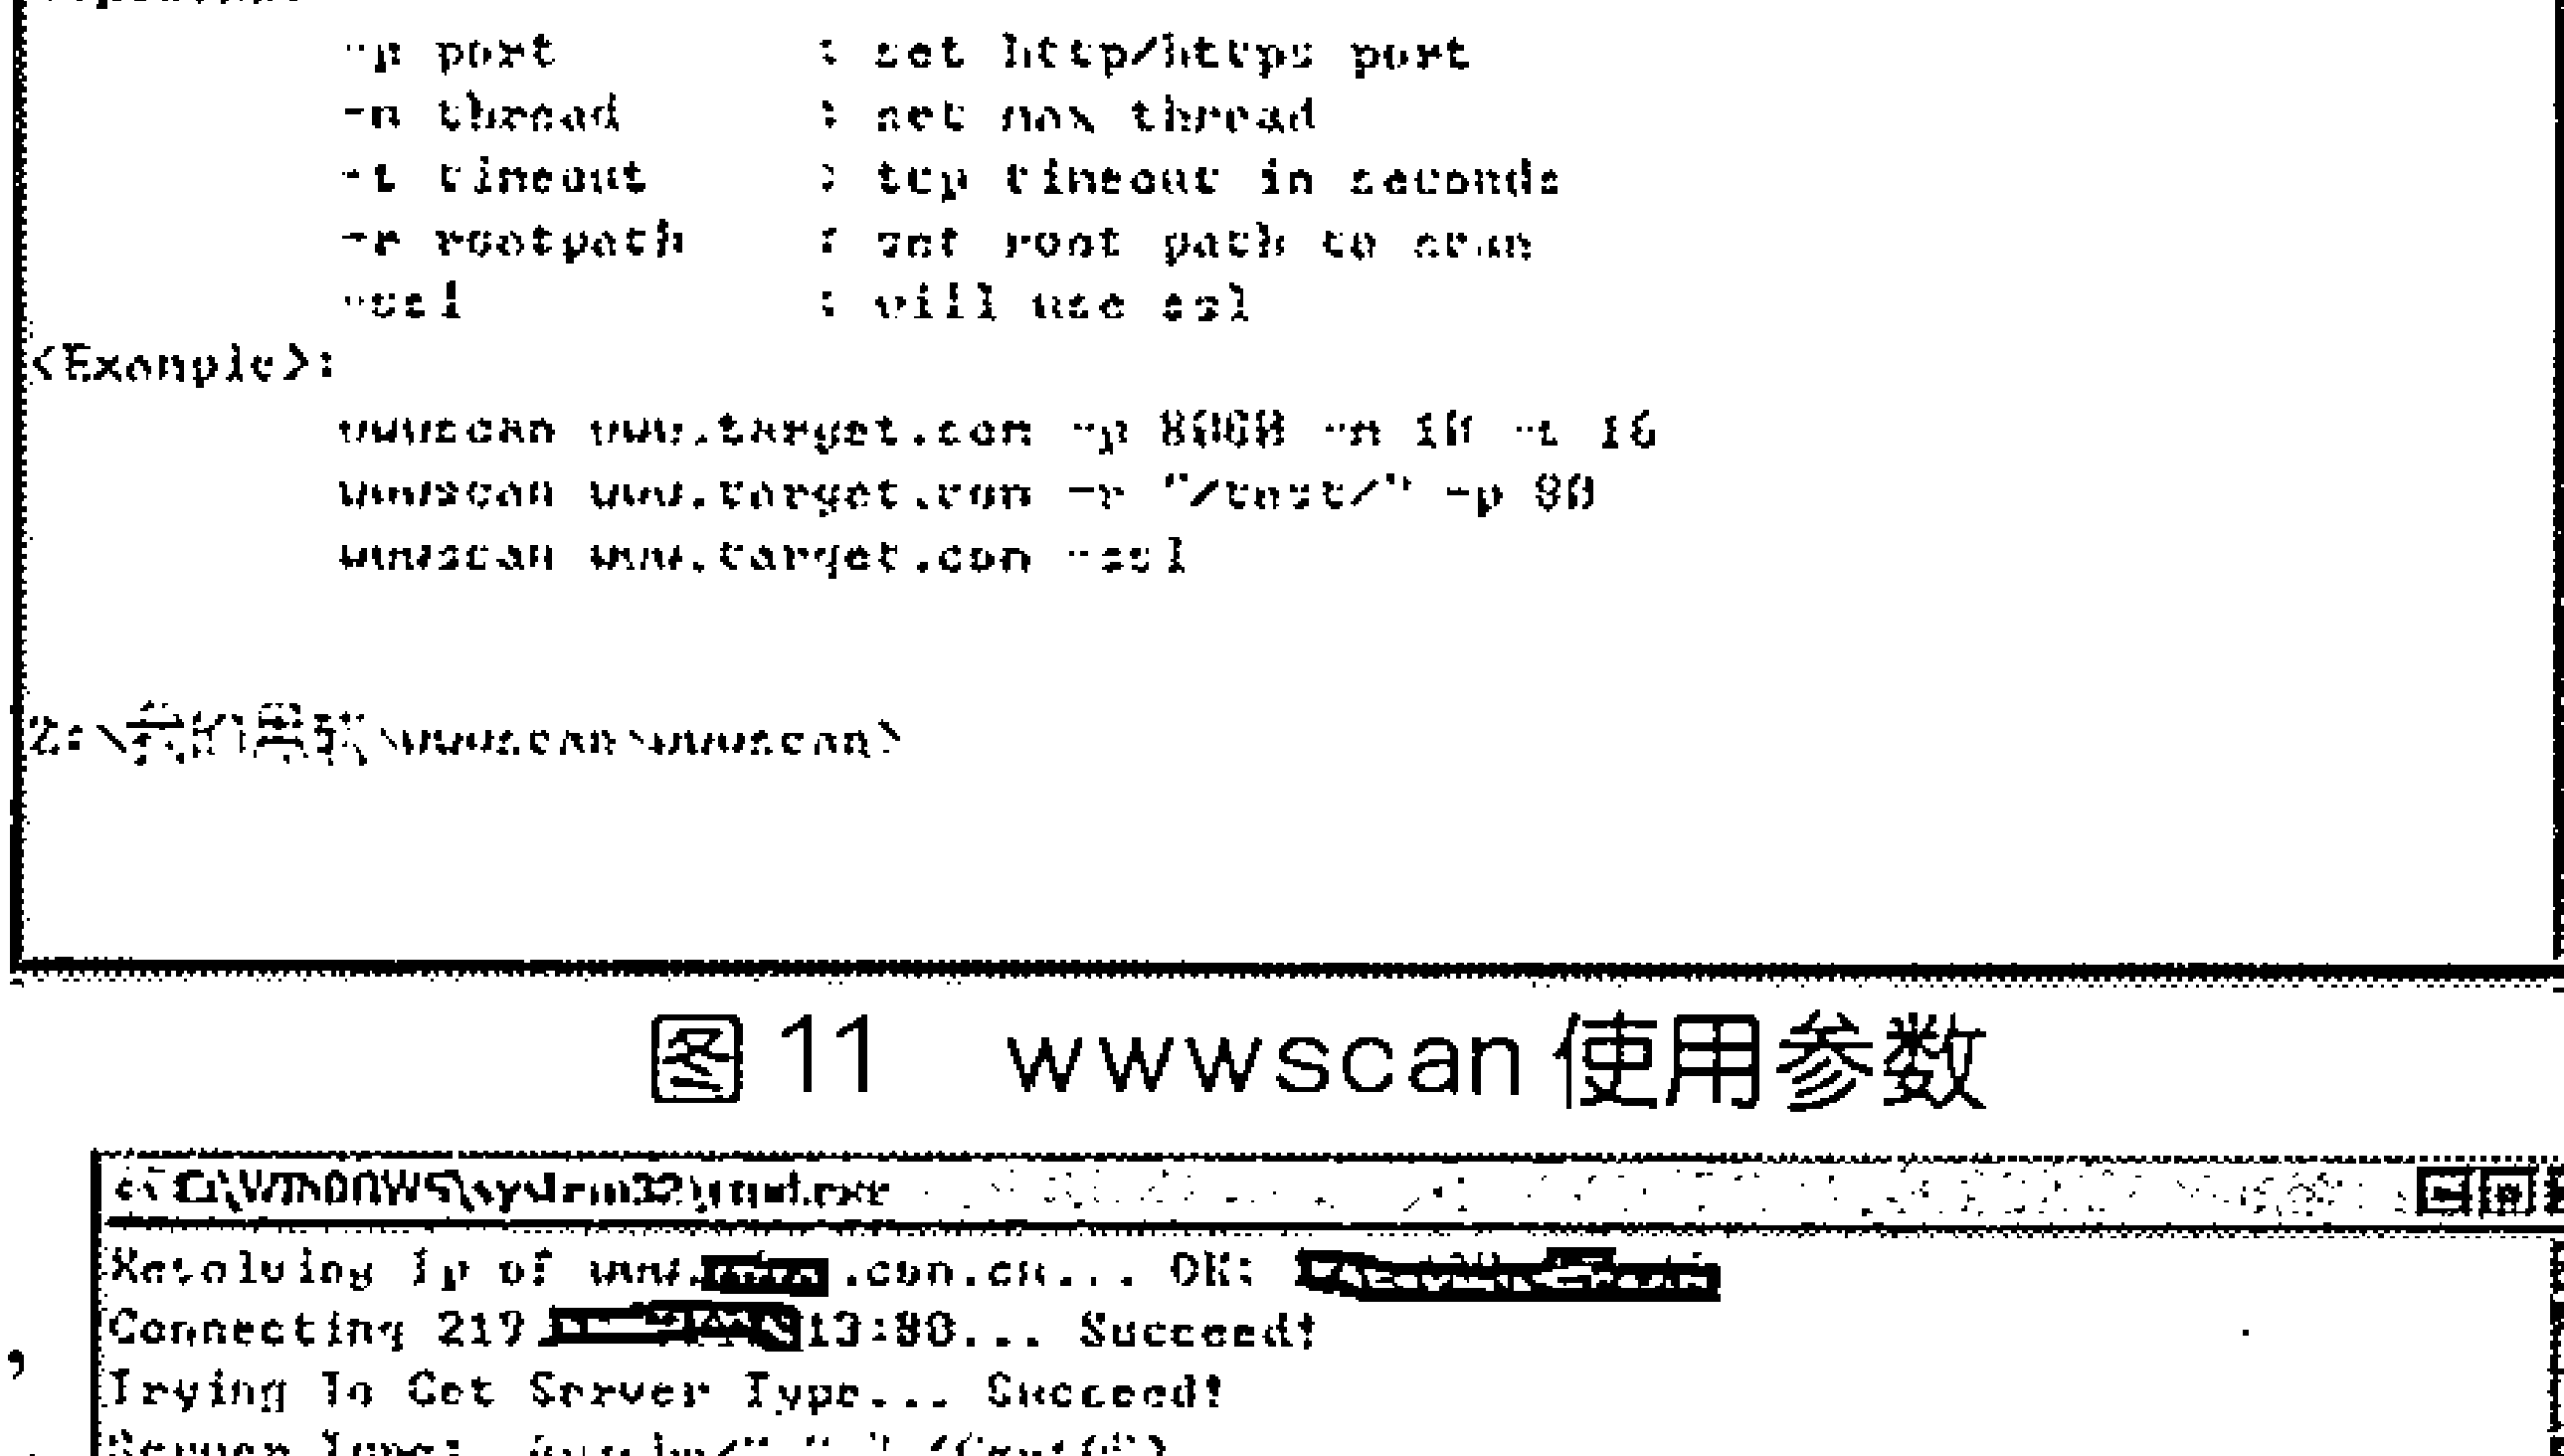 -p port : set http/https port
-m thread : set max thread
-t timeout : tcp timeout in seconds
-r rootpath : set root path to scan
-ssl : will use ssl
<Example>:
wwwscan www.target.com -p 8080 -m 10 -t 16
wwwscan www.target.com -r "/test/" -p 80
wwwscan www.target.com -ssl
\wwwscan\wwwscan>
图 11 wwwscan 使用参数
C:\WINDOWS\system32\cmd.exe
Resolving Ip of www. .com.cn... OK:
Connecting 219. 13:80... Succeed!
Trying To Get Server Type... Succeed!
Server Type: